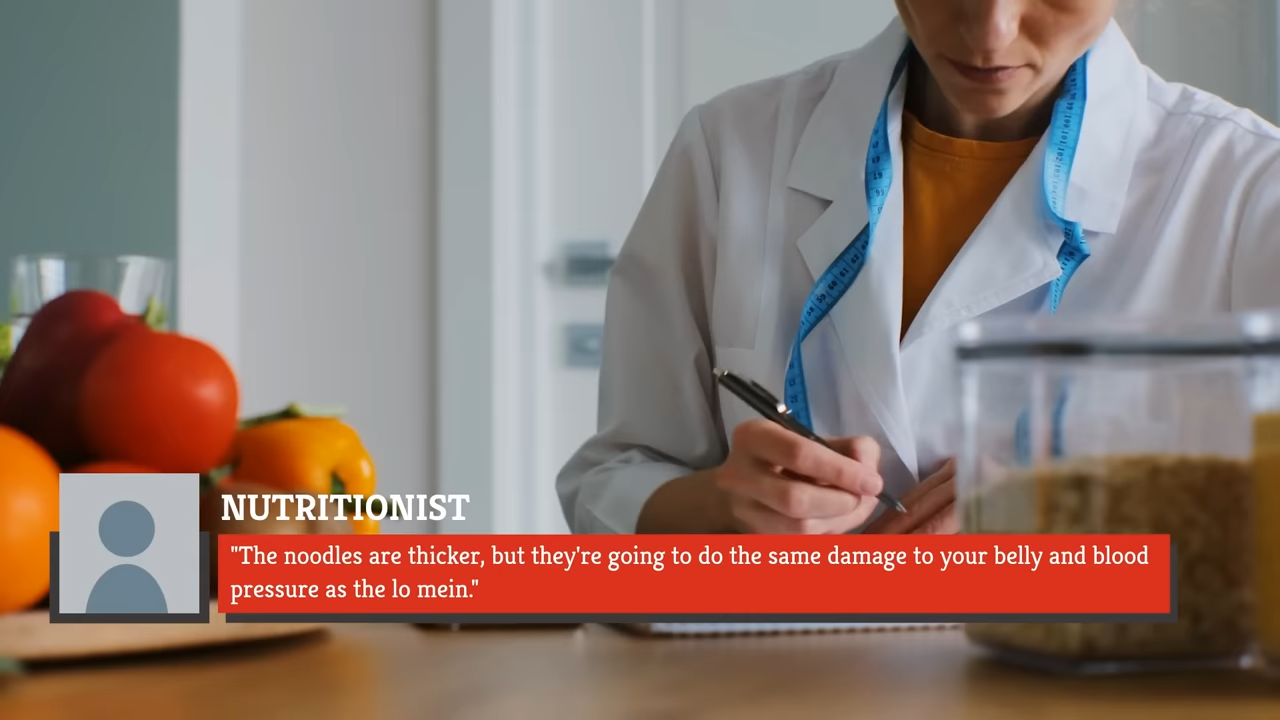 NUTRITIONIST
"The noodles are thicker, but they're going to do the same damage to your belly and blood
pressure as the lo mein."